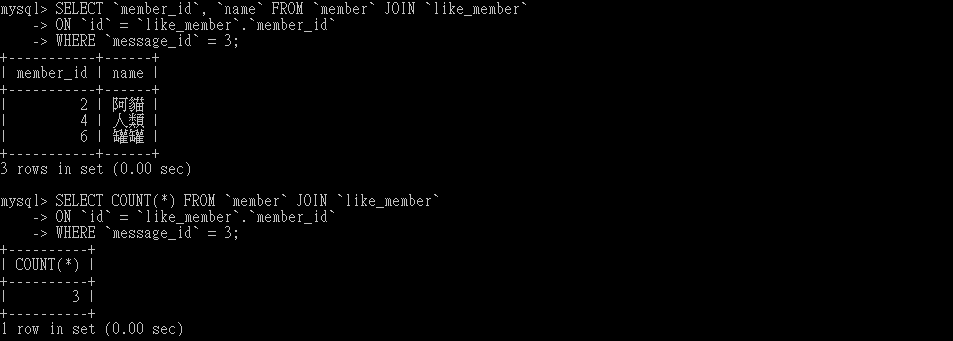 mysql> SELECT `member_id`, `name` FROM `member` JOIN `like_member`
    -> ON `id` = `like_member`.`member_id`
    -> WHERE `message_id` = 3;
+-----------+------+
| member_id | name |
+-----------+------+
|         2 | 阿貓 |
|         4 | 人類 |
|         6 | 罐罐 |
+-----------+------+
3 rows in set (0.00 sec)

mysql> SELECT COUNT(*) FROM `member` JOIN `like_member`
    -> ON `id` = `like_member`.`member_id`
    -> WHERE `message_id` = 3;
+----------+
| COUNT(*) |
+----------+
|        3 |
+----------+
1 row in set (0.00 sec)